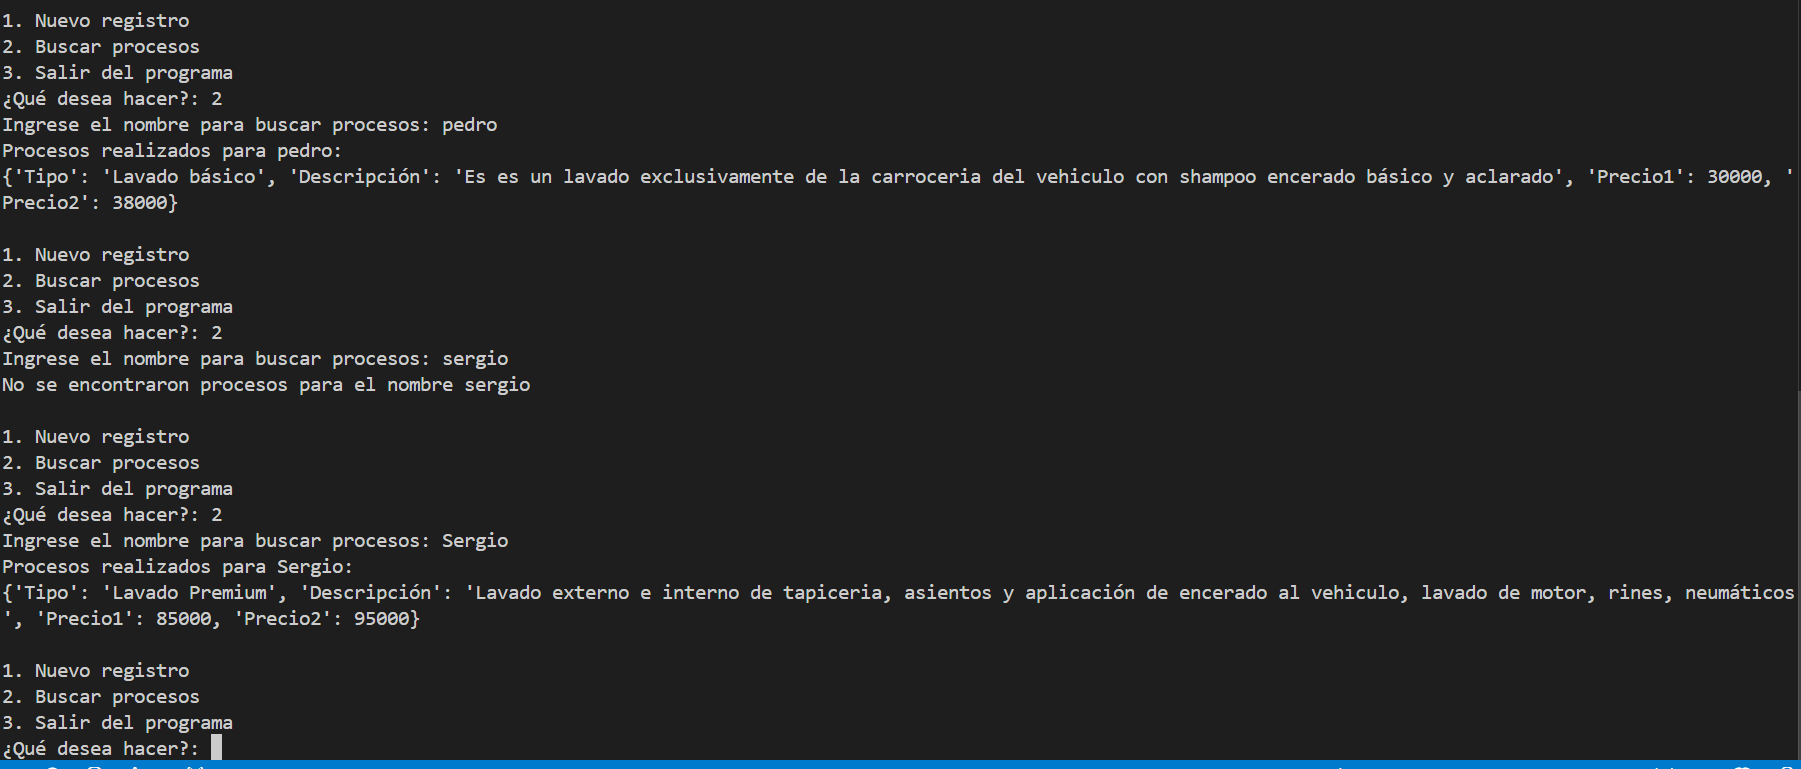 1. Nuevo registro
2. Buscar procesos
3. Salir del programa
¿Qué desea hacer?: 2
Ingrese el nombre para buscar procesos: pedro
Procesos realizados para pedro:
{'Tipo': 'Lavado básico', 'Descripción': 'Es es un lavado exclusivamente de la carroceria del vehiculo con shampoo encerado básico y aclarado', 'Precio1': 30000, '
Precio2': 38000}
1. Nuevo registro
2. Buscar procesos
3. Salir del programa
¿Qué desea hacer?: 2
Ingrese el nombre para buscar procesos: sergio
No se encontraron procesos para el nombre sergio
1. Nuevo registro
2. Buscar procesos
3. Salir del programa
¿Qué desea hacer?: 2
Ingrese el nombre para buscar procesos: Sergio
Procesos realizados para Sergio:
{'Tipo': 'Lavado Premium', 'Descripción': 'Lavado externo e interno de tapiceria, asientos y aplicación de encerado al vehiculo, lavado de motor, rines, neumáticos
', 'Precio1': 85000, 'Precio2': 95000}
1. Nuevo registro
2. Buscar procesos
3. Salir del programa
¿Qué desea hacer?: